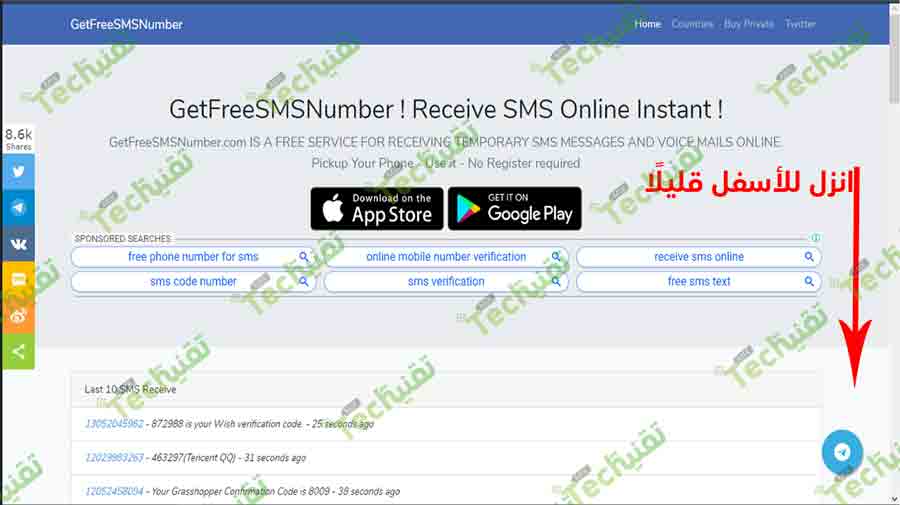 GetFreeSMSNumber
Home Countries Buy Private Twitter
GetFreeSMSNumber ! Receive SMS Online Instant !
8.6k
Shares
GetFreeSMSNumber.com IS A FREE SERVICE FOR RECEIVING TEMPORARY SMS MESSAGES AND VOICE MAILS ONLINE.
Pickup Your Phone - Use it - No Register required
انزل للأسفل قليلًا
Download on the
App Store
GET IT ON
Google Play
SPONSORED SEARCHES
free phone number for sms
online mobile number verification
receive sms online
sms code number
sms verification
free sms text
Last 10 SMS Receive
13052045962 - 872988 is your Wish verification code. - 25 seconds ago
12029983263 - 463297(Tencent QQ) - 31 seconds ago
12052458094 - Your Grasshopper Confirmation Code is 8009 - 38 seconds ago
تقنيتك
Tech